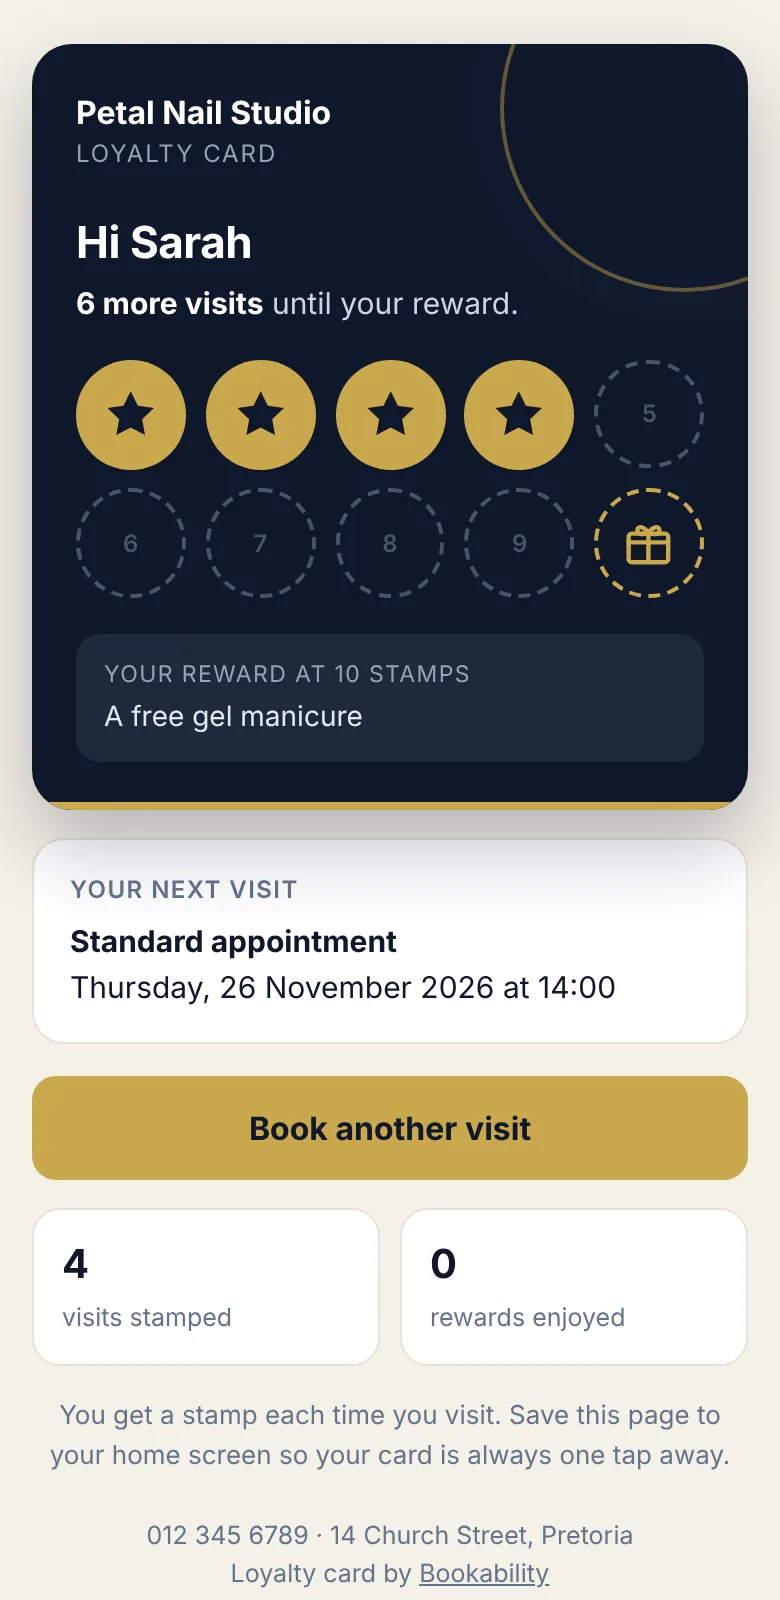 Petal Nail Studio
LOYALTY CARD
Hi Sarah
6 more visits until your reward.
5
6 7 8 9
YOUR REWARD AT 10 STAMPS
A free gel manicure
YOUR NEXT VISIT
Standard appointment
Thursday, 26 November 2026 at 14:00
Book another visit
4 0
visits stamped rewards enjoyed
You get a stamp each time you visit. Save this page to
your home screen so your card is always one tap away.
012 345 6789 · 14 Church Street, Pretoria
Loyalty card by Bookability